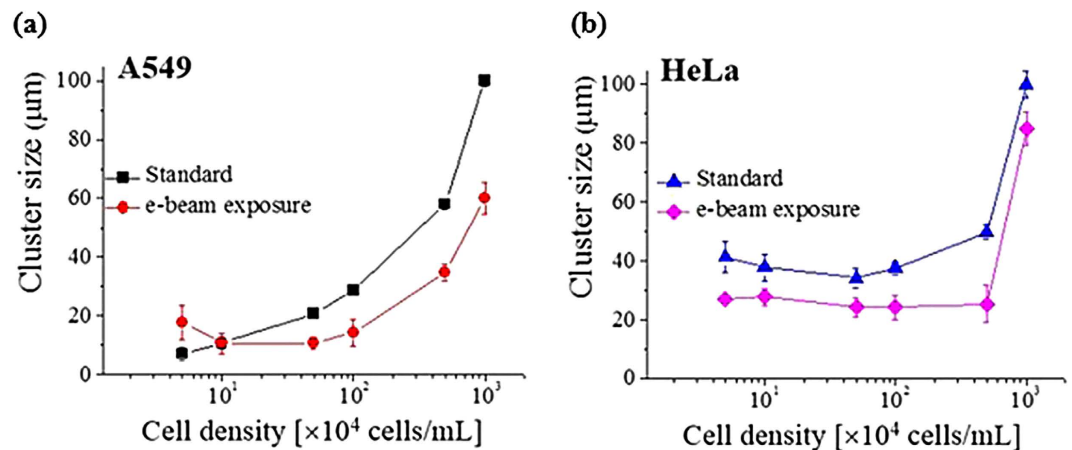 (a)
A549
Cluster size (μm)
100
80
60
40
20
0
Standard
e-beam exposure
10¹
10²
10³
Cell density [×10⁴ cells/mL]
(b)
HeLa
Cluster size (μm)
100
80
60
40
20
0
Standard
e-beam exposure
10¹
10²
10³
Cell density [×10⁴ cells/mL]